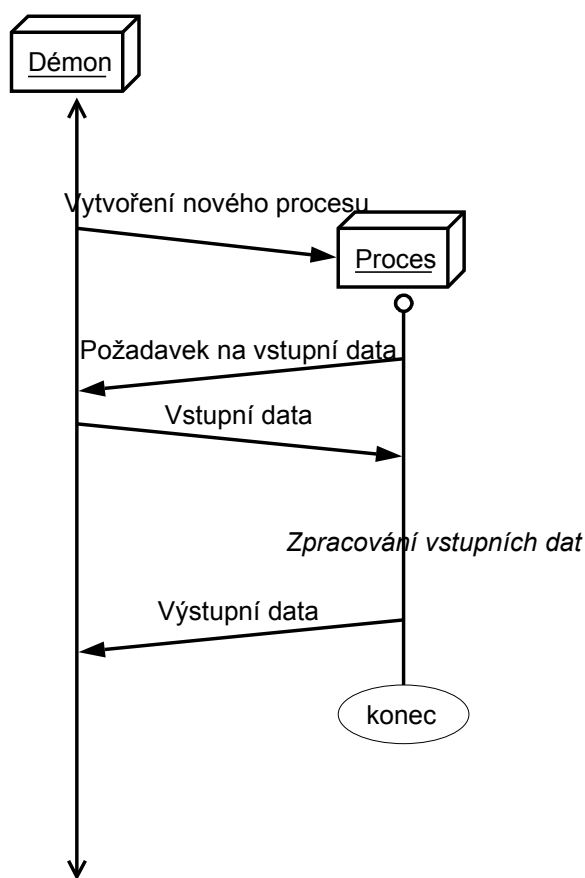 Démon
Vytvoření nového procesu
Proces
Požadavek na vstupní data
Vstupní data
Zpracování vstupních dat
Výstupní data
konec